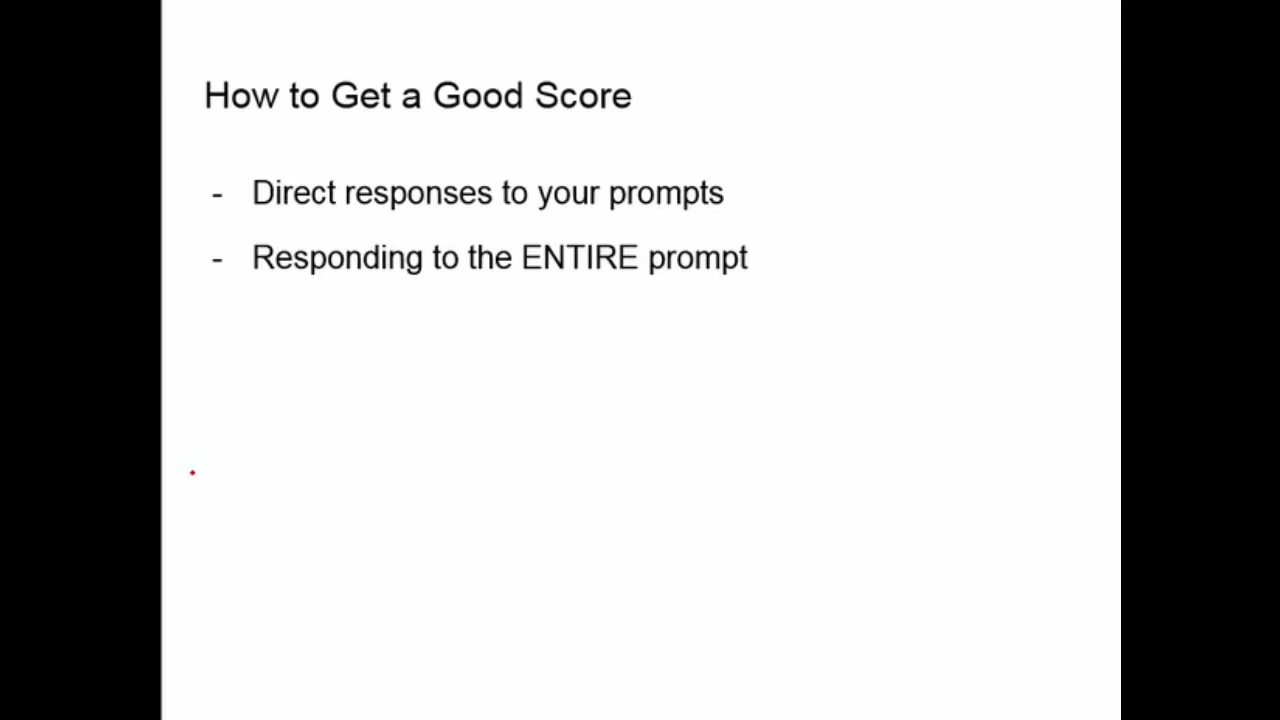 How to Get a Good Score
- Direct responses to your prompts
- Responding to the ENTIRE prompt